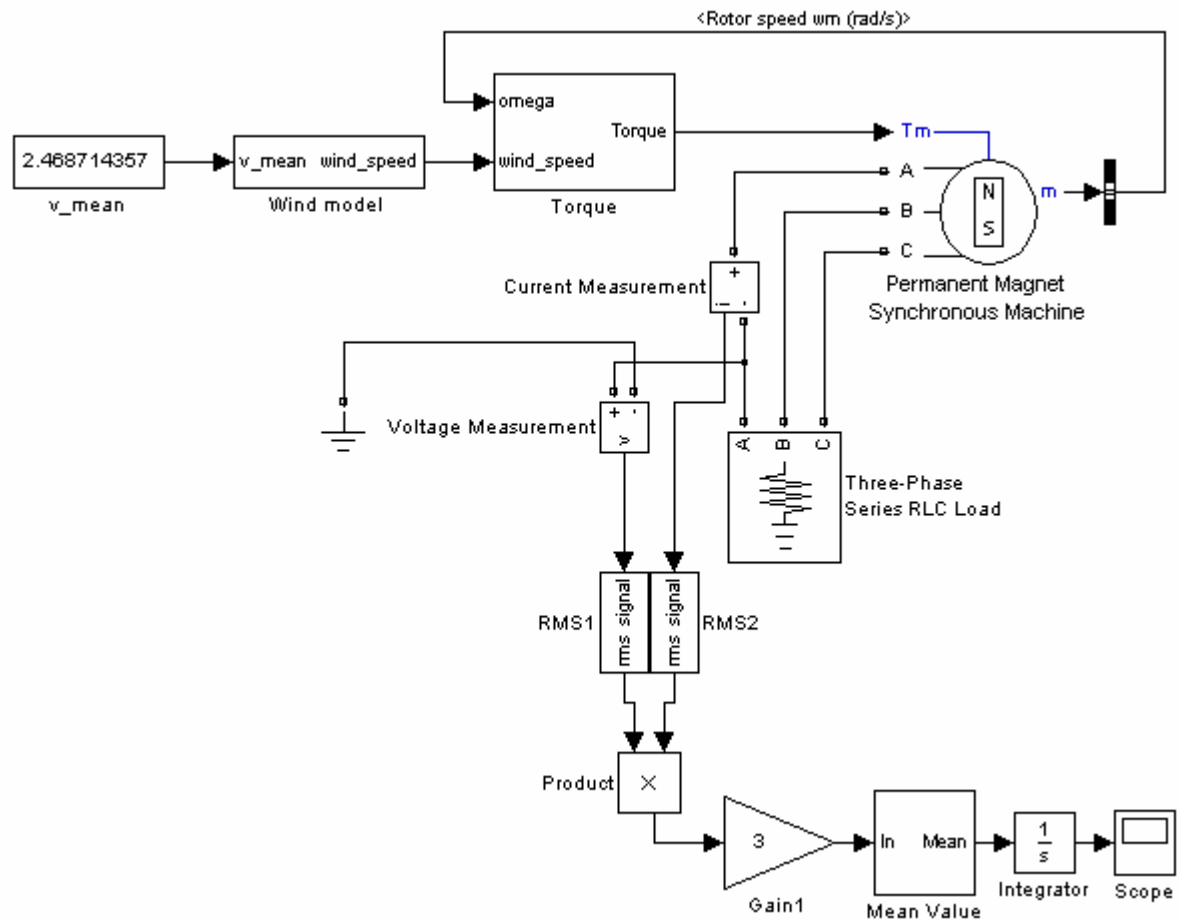 <Rotor speed wm (rad/s)>
omega
Torque
wind_speed
Torque
2.468714357
v_mean
v_mean wind_speed
Wind model
Tm
A
B
C
N
S
m
Permanent Magnet
Synchronous Machine
Current Measurement
+
-
i
Voltage Measurement
+
-
v
A
B
C
Three-Phase
Series RLC Load
RMS1
rms signal
rms signal
RMS2
Product
×
3
Gain1
In Mean
Mean Value
1
s
Integrator
Scope